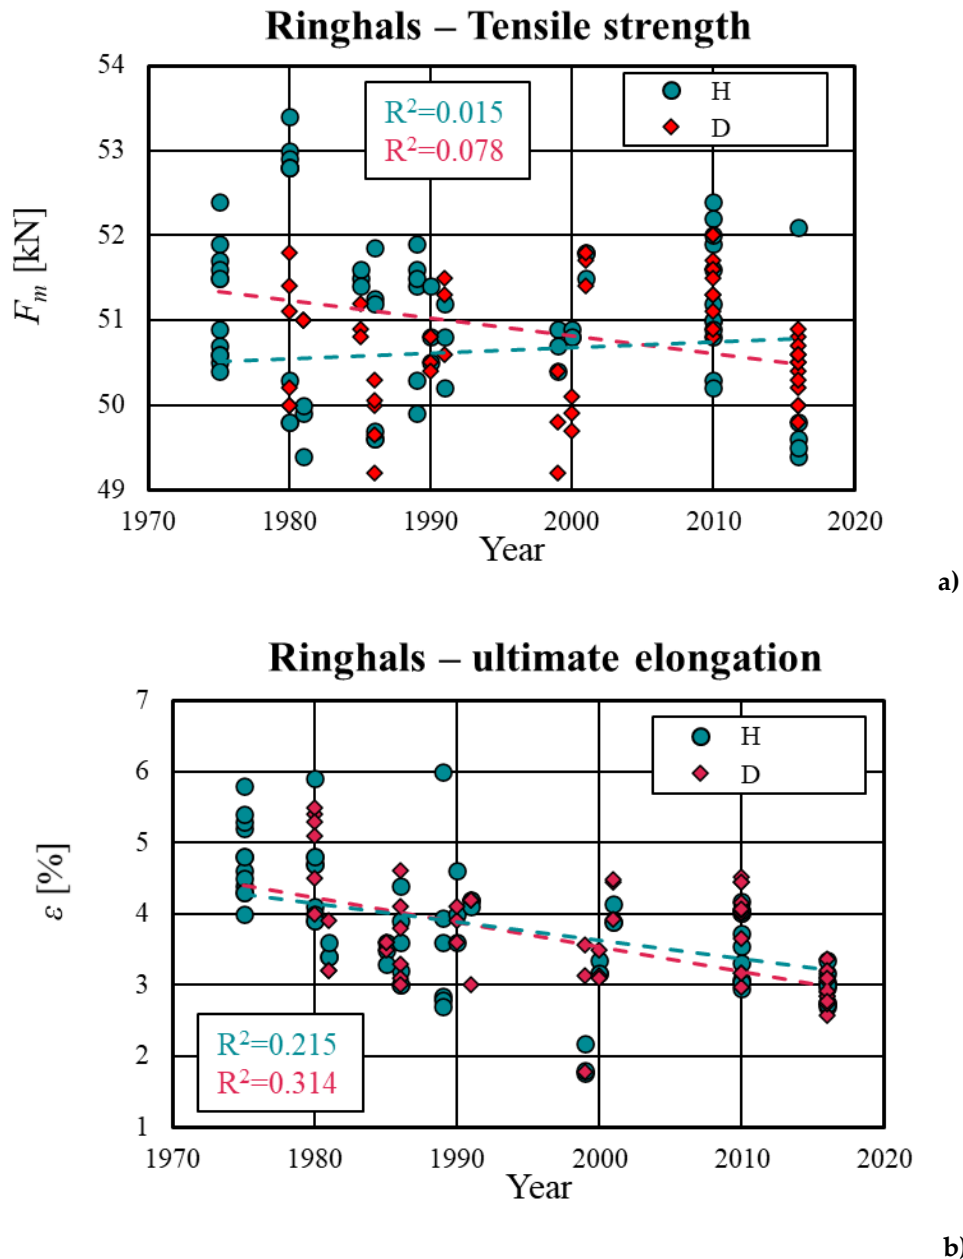 Ringhals – Tensile strength
54
53
52
51
50
49
F_m [kN]
R²=0.015
R²=0.078
H
D
1970 1980 1990 2000 2010 2020
Year
a)
Ringhals – ultimate elongation
7
6
5
4
3
2
1
ε [%]
H
D
R²=0.215
R²=0.314
1970 1980 1990 2000 2010 2020
Year
b)